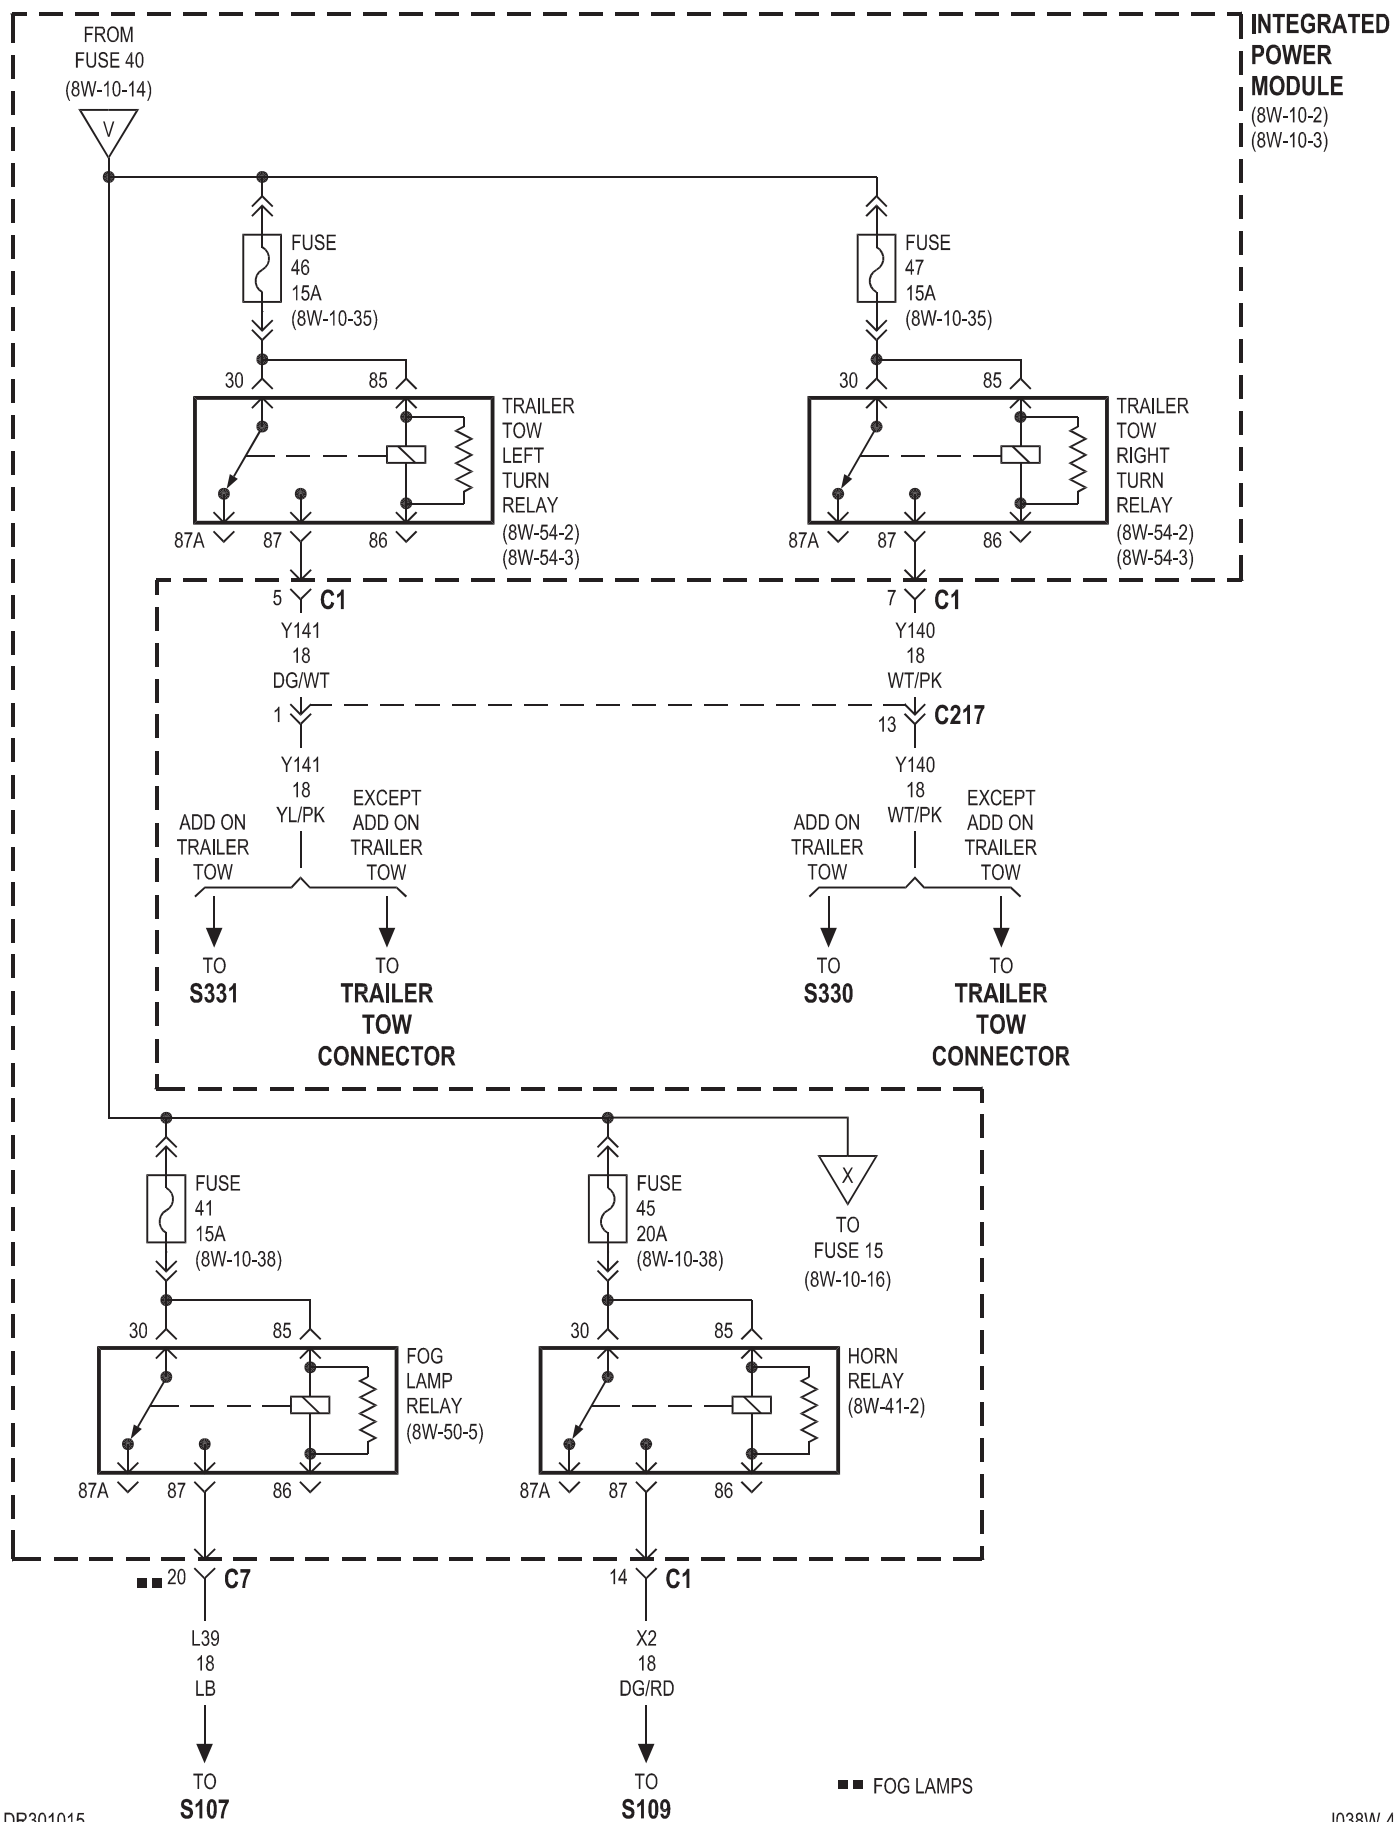 FROM
FUSE 40
(8W-10-14)
V
INTEGRATED
POWER
MODULE
(8W-10-2)
(8W-10-3)
FUSE
46
15A
(8W-10-35)
FUSE
47
15A
(8W-10-35)
30
85
TRAILER
TOW
LEFT
TURN
RELAY
(8W-54-2)
(8W-54-3)
87A
87
86
30
85
TRAILER
TOW
RIGHT
TURN
RELAY
(8W-54-2)
(8W-54-3)
87A
87
86
5
C1
Y141
18
DG/WT
7
C1
Y140
18
WT/PK
1
13
C217
Y141
18
YL/PK
ADD ON
TRAILER
TOW
EXCEPT
ADD ON
TRAILER
TOW
TO
S331
TO
TRAILER
TOW
CONNECTOR
Y140
18
WT/PK
ADD ON
TRAILER
TOW
EXCEPT
ADD ON
TRAILER
TOW
TO
S330
TO
TRAILER
TOW
CONNECTOR
FUSE
41
15A
(8W-10-38)
FUSE
45
20A
(8W-10-38)
X
TO
FUSE 15
(8W-10-16)
30
85
FOG
LAMP
RELAY
(8W-50-5)
87A
87
86
30
85
HORN
RELAY
(8W-41-2)
87A
87
86
20
C7
L39
18
LB
TO
S107
14
C1
X2
18
DG/RD
TO
S109
FOG LAMPS
DR301015
J038W-4